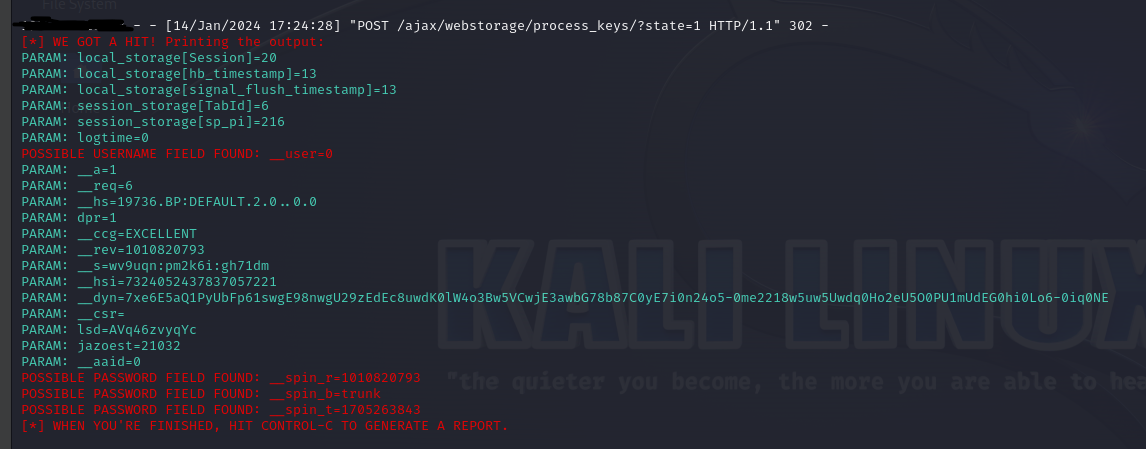 File System
- - [14/Jan/2024 17:24:28] "POST /ajax/webstorage/process_keys/?state=1 HTTP/1.1" 302 -
[*] WE GOT A HIT! Printing the output:
PARAM: local_storage[Session]=20
PARAM: local_storage[hb_timestamp]=13
PARAM: local_storage[signal_flush_timestamp]=13
PARAM: session_storage[TabId]=6
PARAM: session_storage[sp_pi]=216
PARAM: logtime=0
POSSIBLE USERNAME FIELD FOUND: __user=0
PARAM: __a=1
PARAM: __req=6
PARAM: __hs=19736.BP:DEFAULT.2.0..0.0
PARAM: dpr=1
PARAM: __ccg=EXCELLENT
PARAM: __rev=1010820793
PARAM: __s=wv9uqn:pm2k6i:gh71dm
PARAM: __hsi=7324052437837057221
PARAM: __dyn=7xe6E5aQ1PyUbFp61swgE98nwgU29zEdEc8uwdK0lW4o3Bw5VCwjE3awbG78b87C0yE7i0n24o5-0me2218w5uw5Uwdq0Ho2eU5O0PU1mUdEG0hi0Lo6-0iq0NE
PARAM: __csr=
PARAM: lsd=AVq46zvyqYc
PARAM: jazoest=21032
PARAM: __aaid=0
POSSIBLE PASSWORD FIELD FOUND: __spin_r=1010820793
POSSIBLE PASSWORD FIELD FOUND: __spin_b=trunk
POSSIBLE PASSWORD FIELD FOUND: __spin_t=1705263843
[*] WHEN YOU'RE FINISHED, HIT CONTROL-C TO GENERATE A REPORT.
KALI LINUX
"the quieter you become, the more you are able to hea